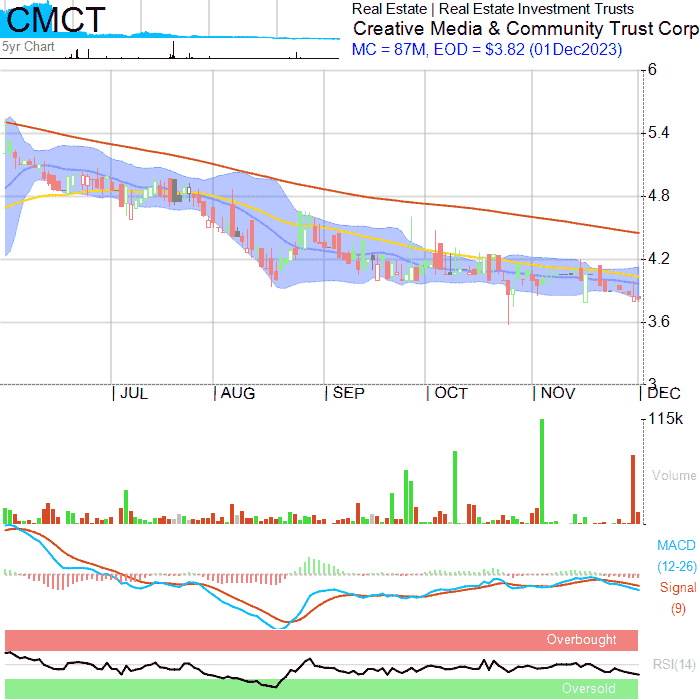 CMCT
5yr Chart
Real Estate | Real Estate Investment Trusts
Creative Media & Community Trust Corp
MC = 87M, EOD = $3.82 (01Dec2023)
6
5.4
4.8
4.2
3.6
3
JUL
AUG
SEP
OCT
NOV
DEC
115k
Volume
MACD
(12-26)
Signal
(9)
Overbought
RSI(14)
Oversold